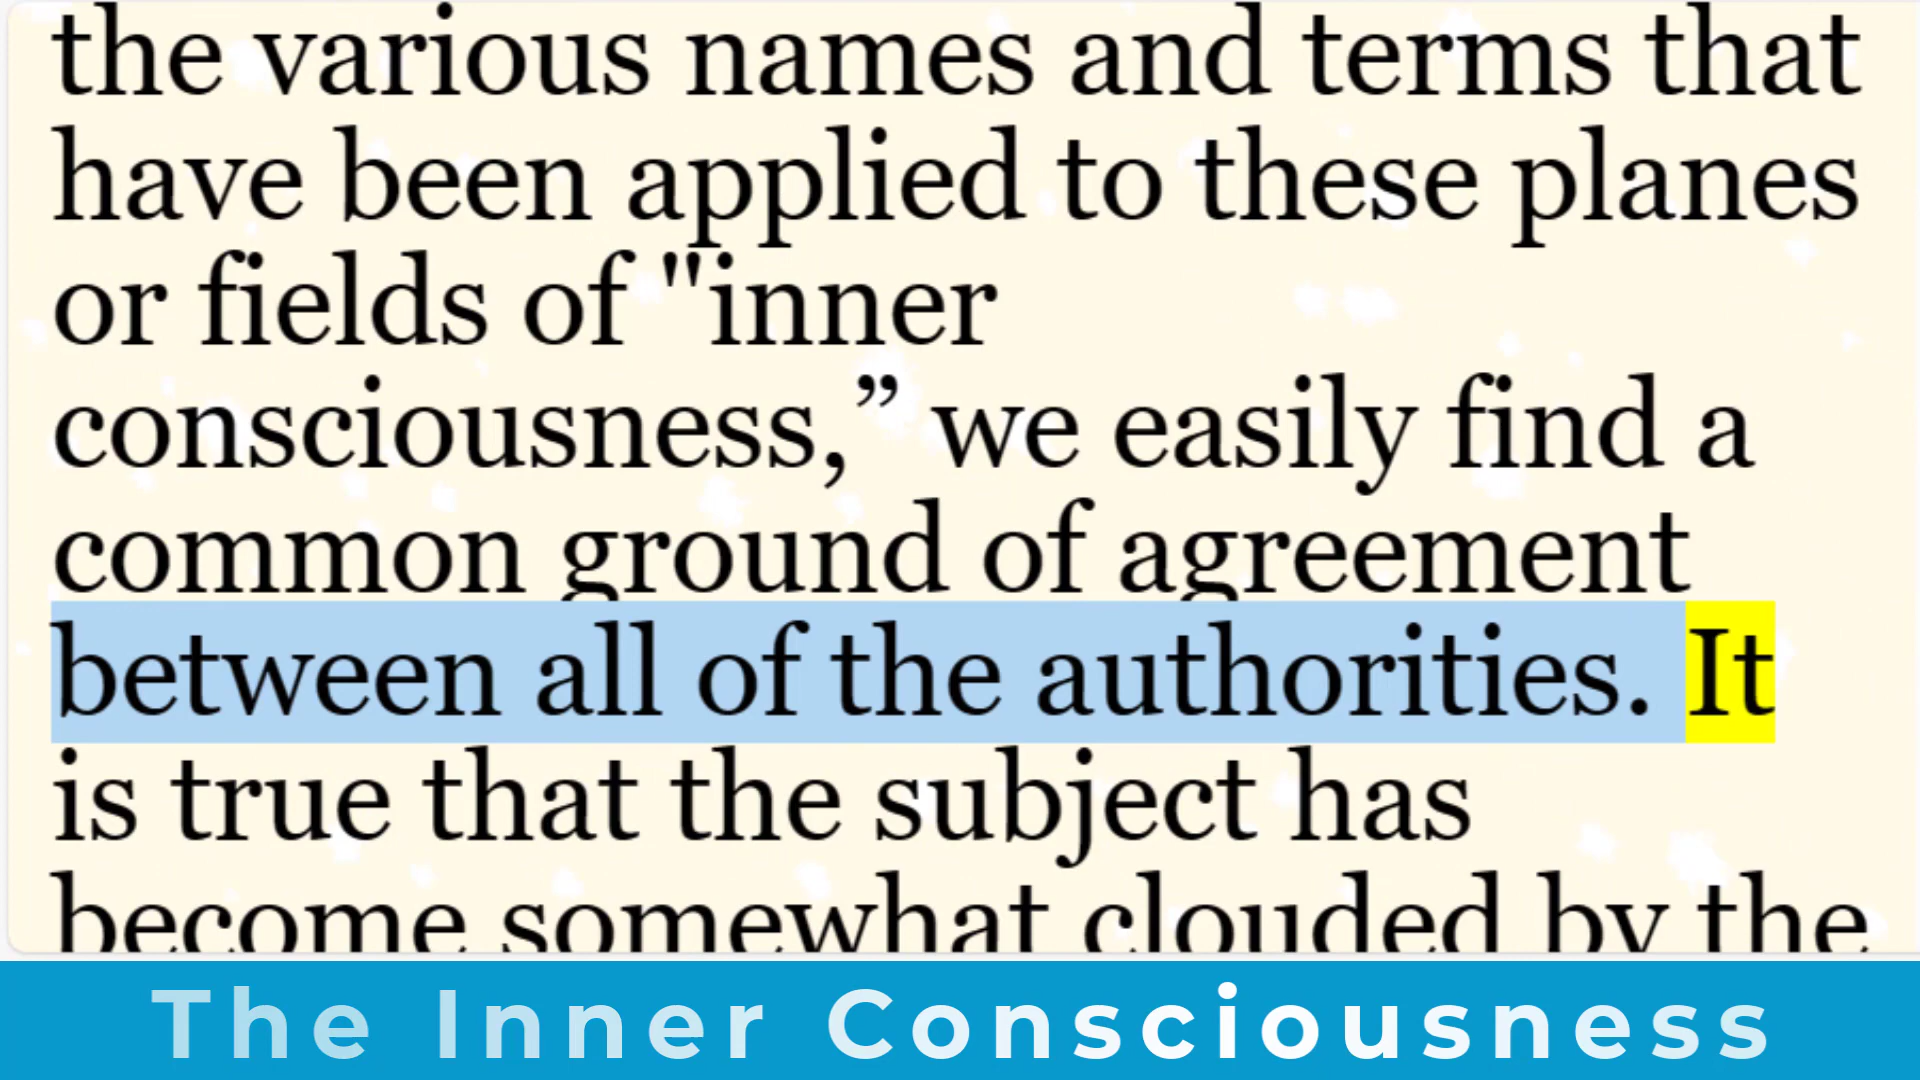 the various names and terms that
have been applied to these planes
or fields of "inner
consciousness,” we easily find a
common ground of agreement
between all of the authorities. It
is true that the subject has
become somewhat clouded by the
The Inner Consciousness